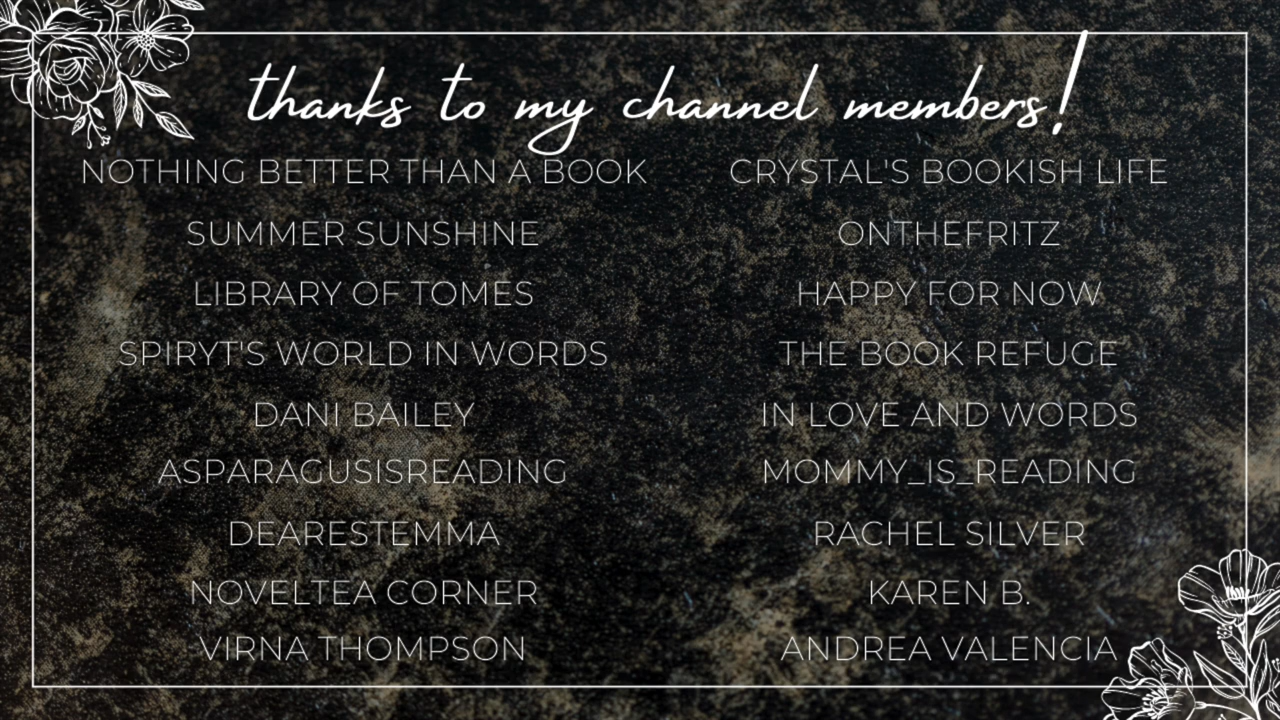 thanks to my channel members!
NOTHING BETTER THAN A BOOK
SUMMER SUNSHINE
LIBRARY OF TOMES
SPIRYT'S WORLD IN WORDS
DANI BAILEY
ASPARAGUSISREADING
DEARESTEMMA
NOVELTEA CORNER
VIRNA THOMPSON
CRYSTAL'S BOOKISH LIFE
ONTHEFRITZ
HAPPY FOR NOW
THE BOOK REFUGE
IN LOVE AND WORDS
MOMMY_IS_READING
RACHEL SILVER
KAREN B.
ANDREA VALENCIA